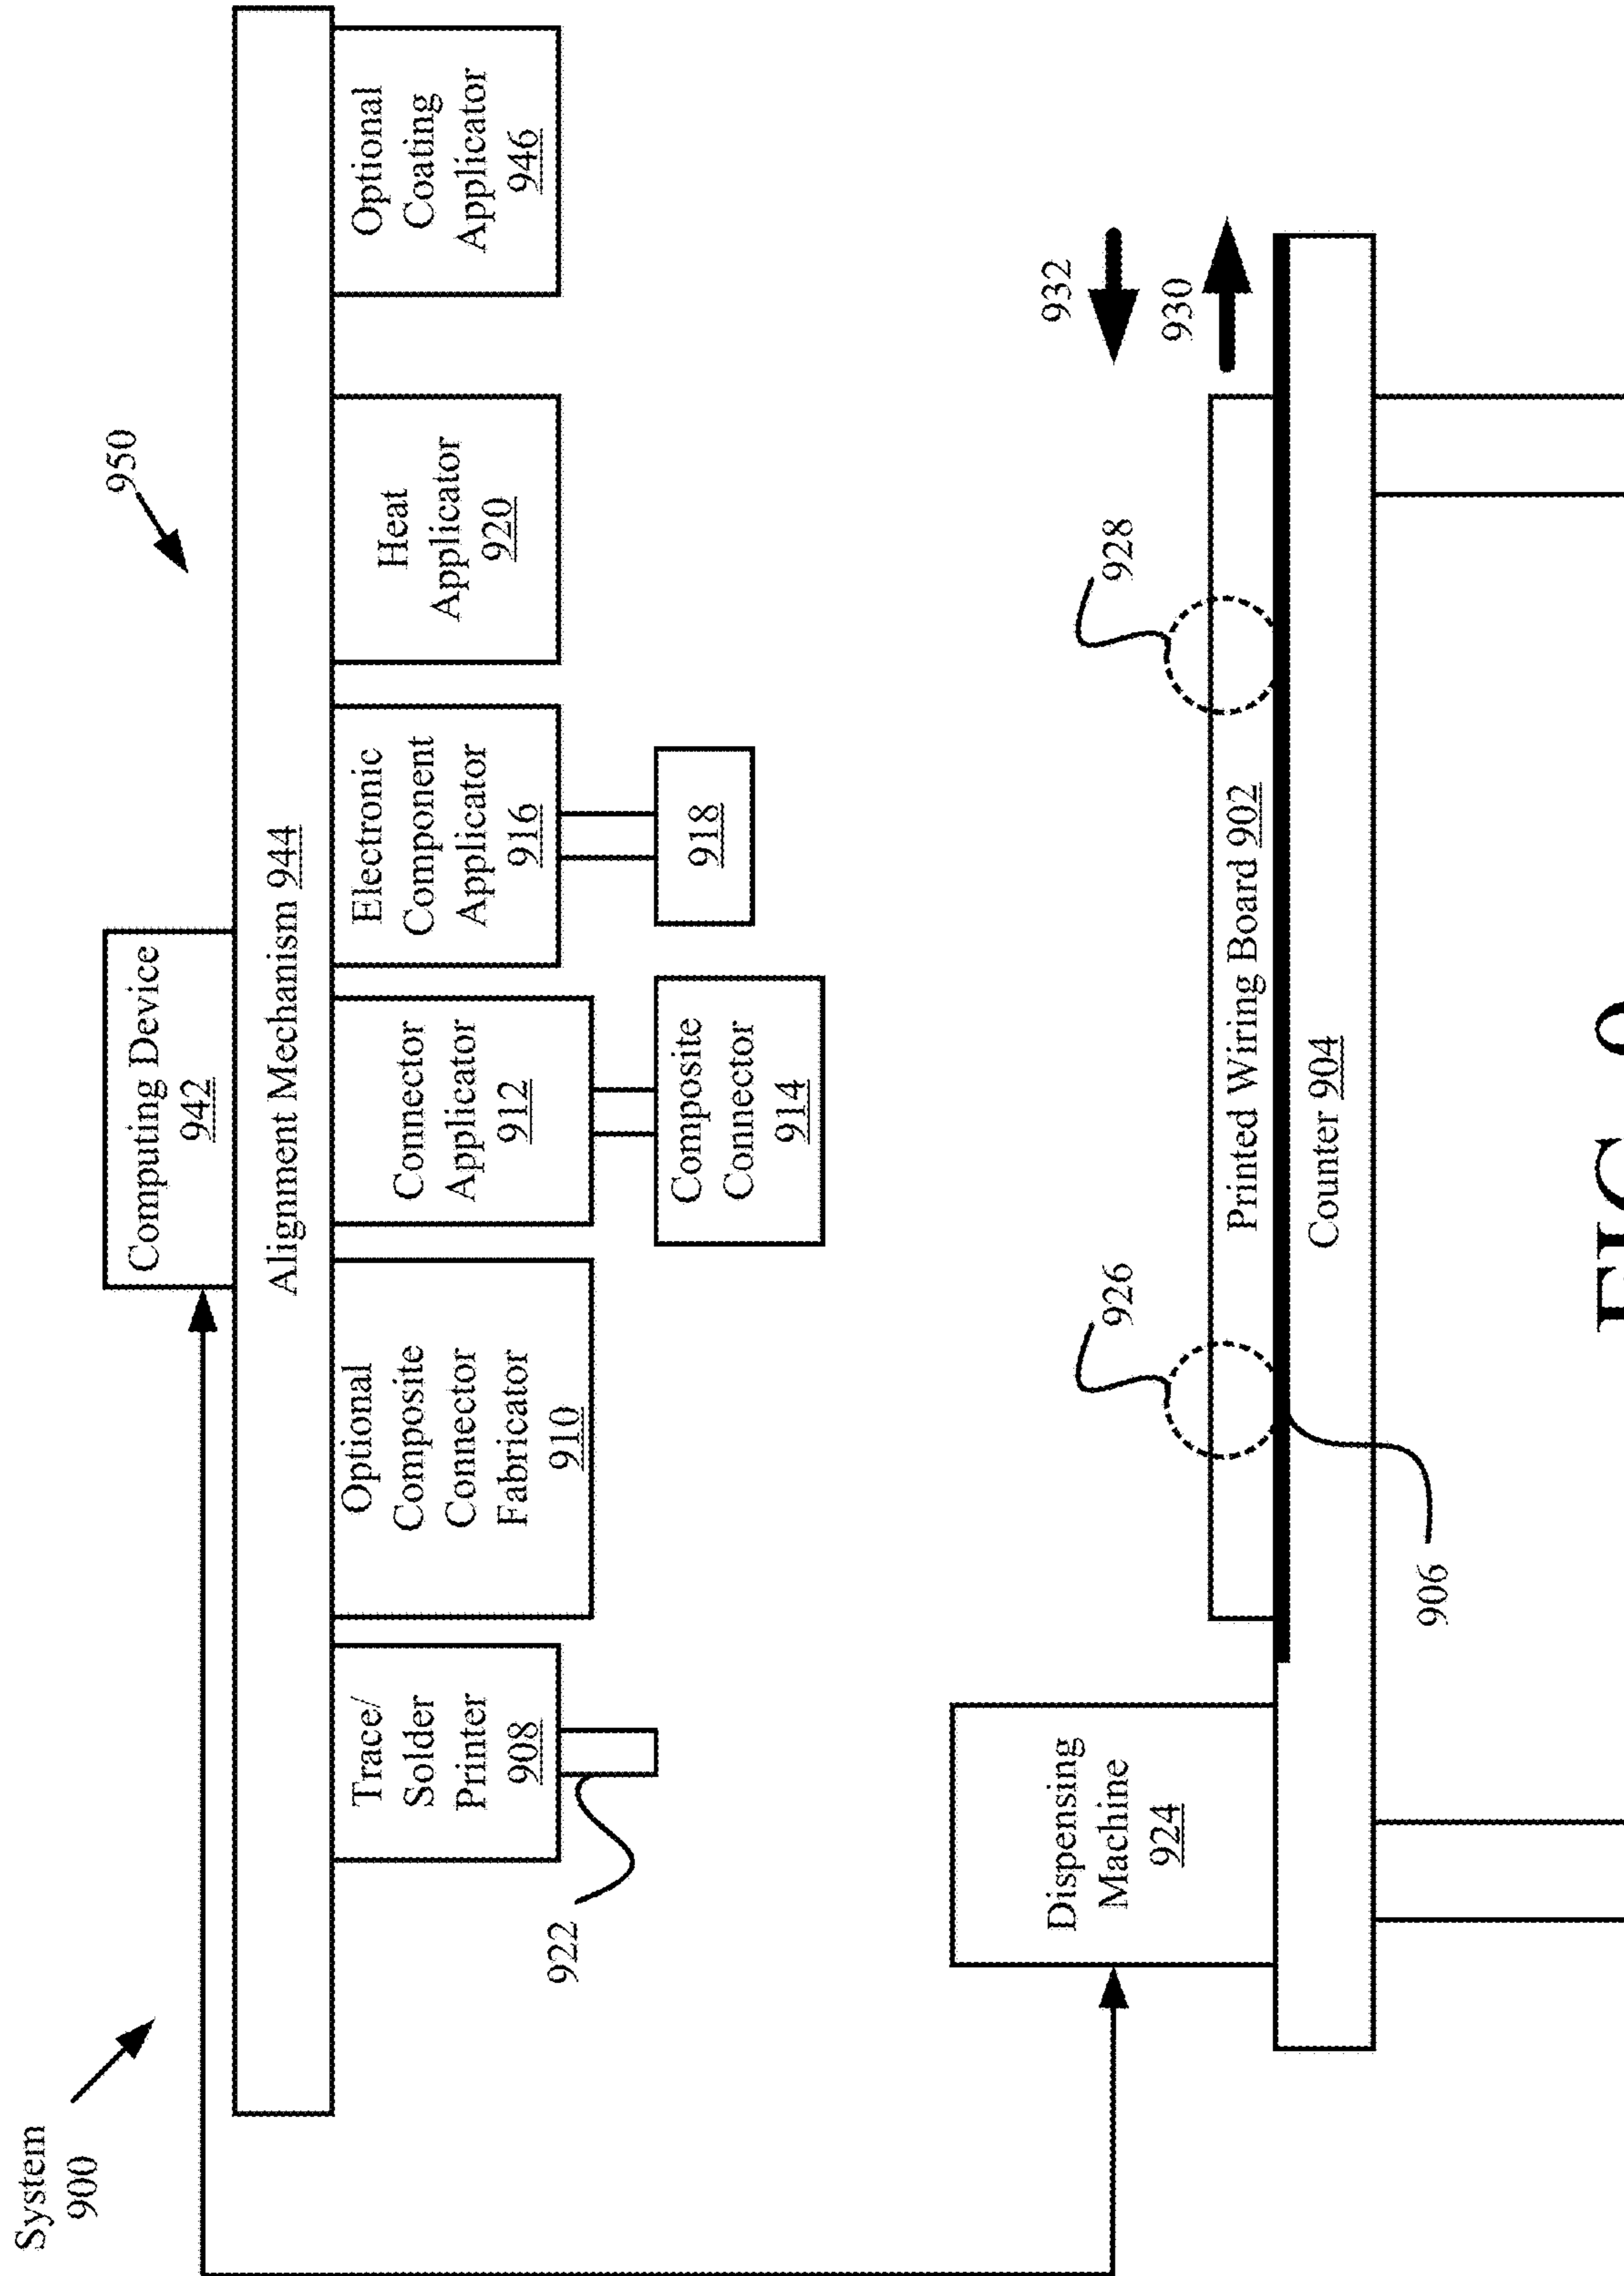 System
900
950
Computing Device
942
Alignment Mechanism 944
Trace/
Solder
Printer
908
Optional
Composite
Connector
Fabricator
910
Connector
Applicator
912
Electronic
Component
Applicator
916
Heat
Applicator
920
Optional
Coating
Applicator
946
922
Composite
Connector
914
918
Dispensing
Machine
924
926
928
932
930
Printed Wiring Board 902
Counter 904
906